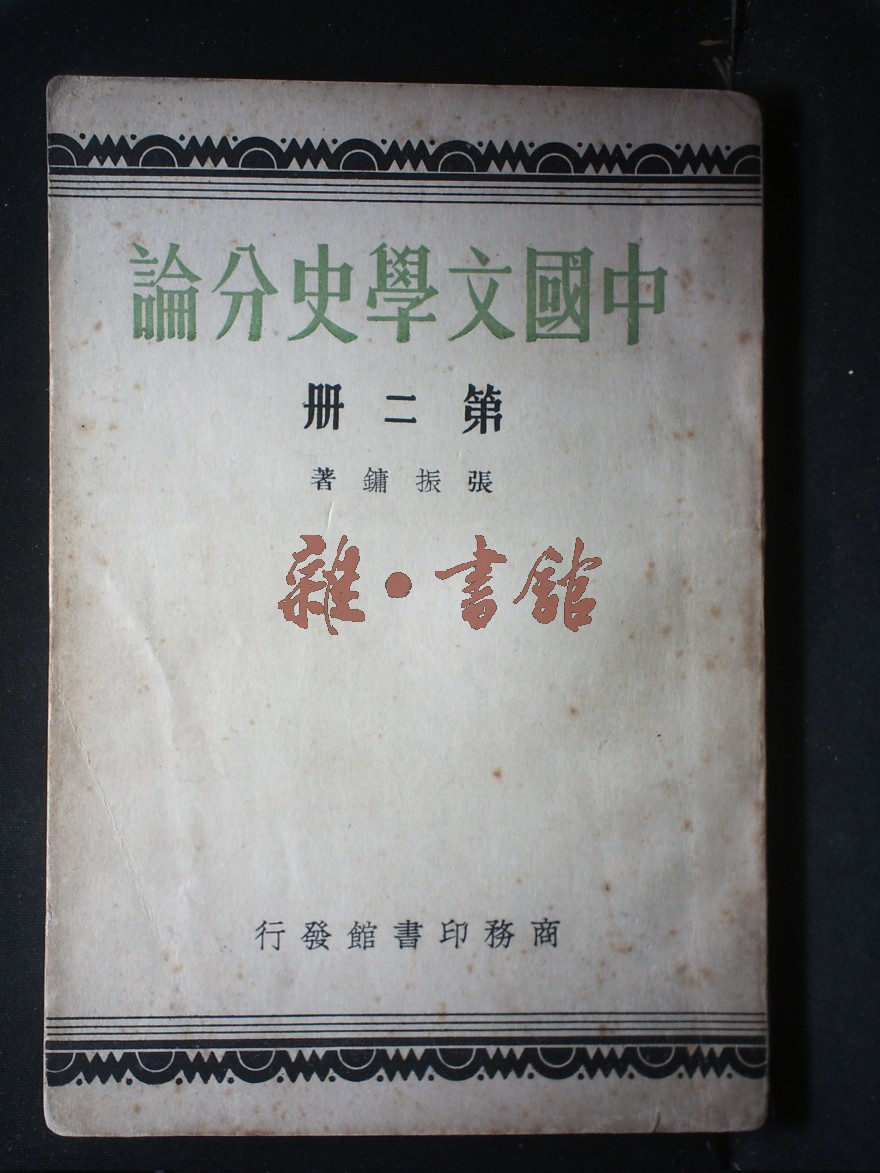 中國文學史分論
第二册
張振鏞著
雜·書館
商務印書館發行